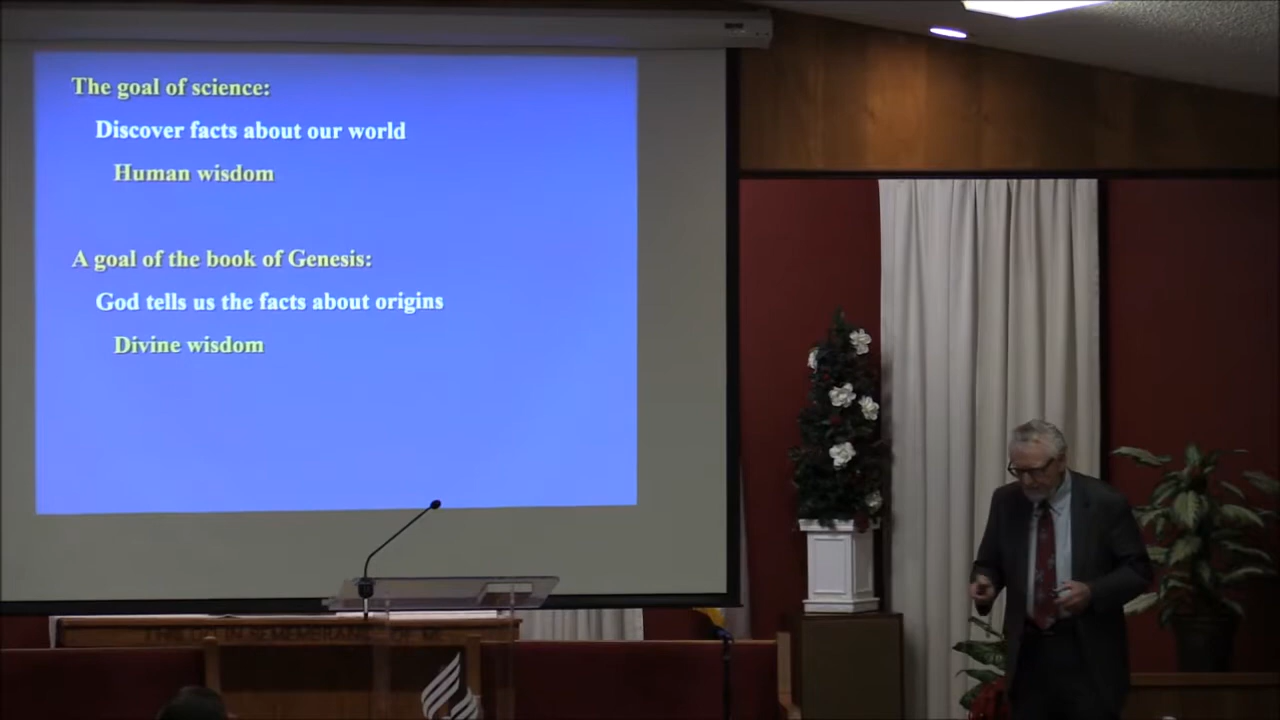 The goal of science:
Discover facts about our world
Human wisdom
A goal of the book of Genesis:
God tells us the facts about origins
Divine wisdom